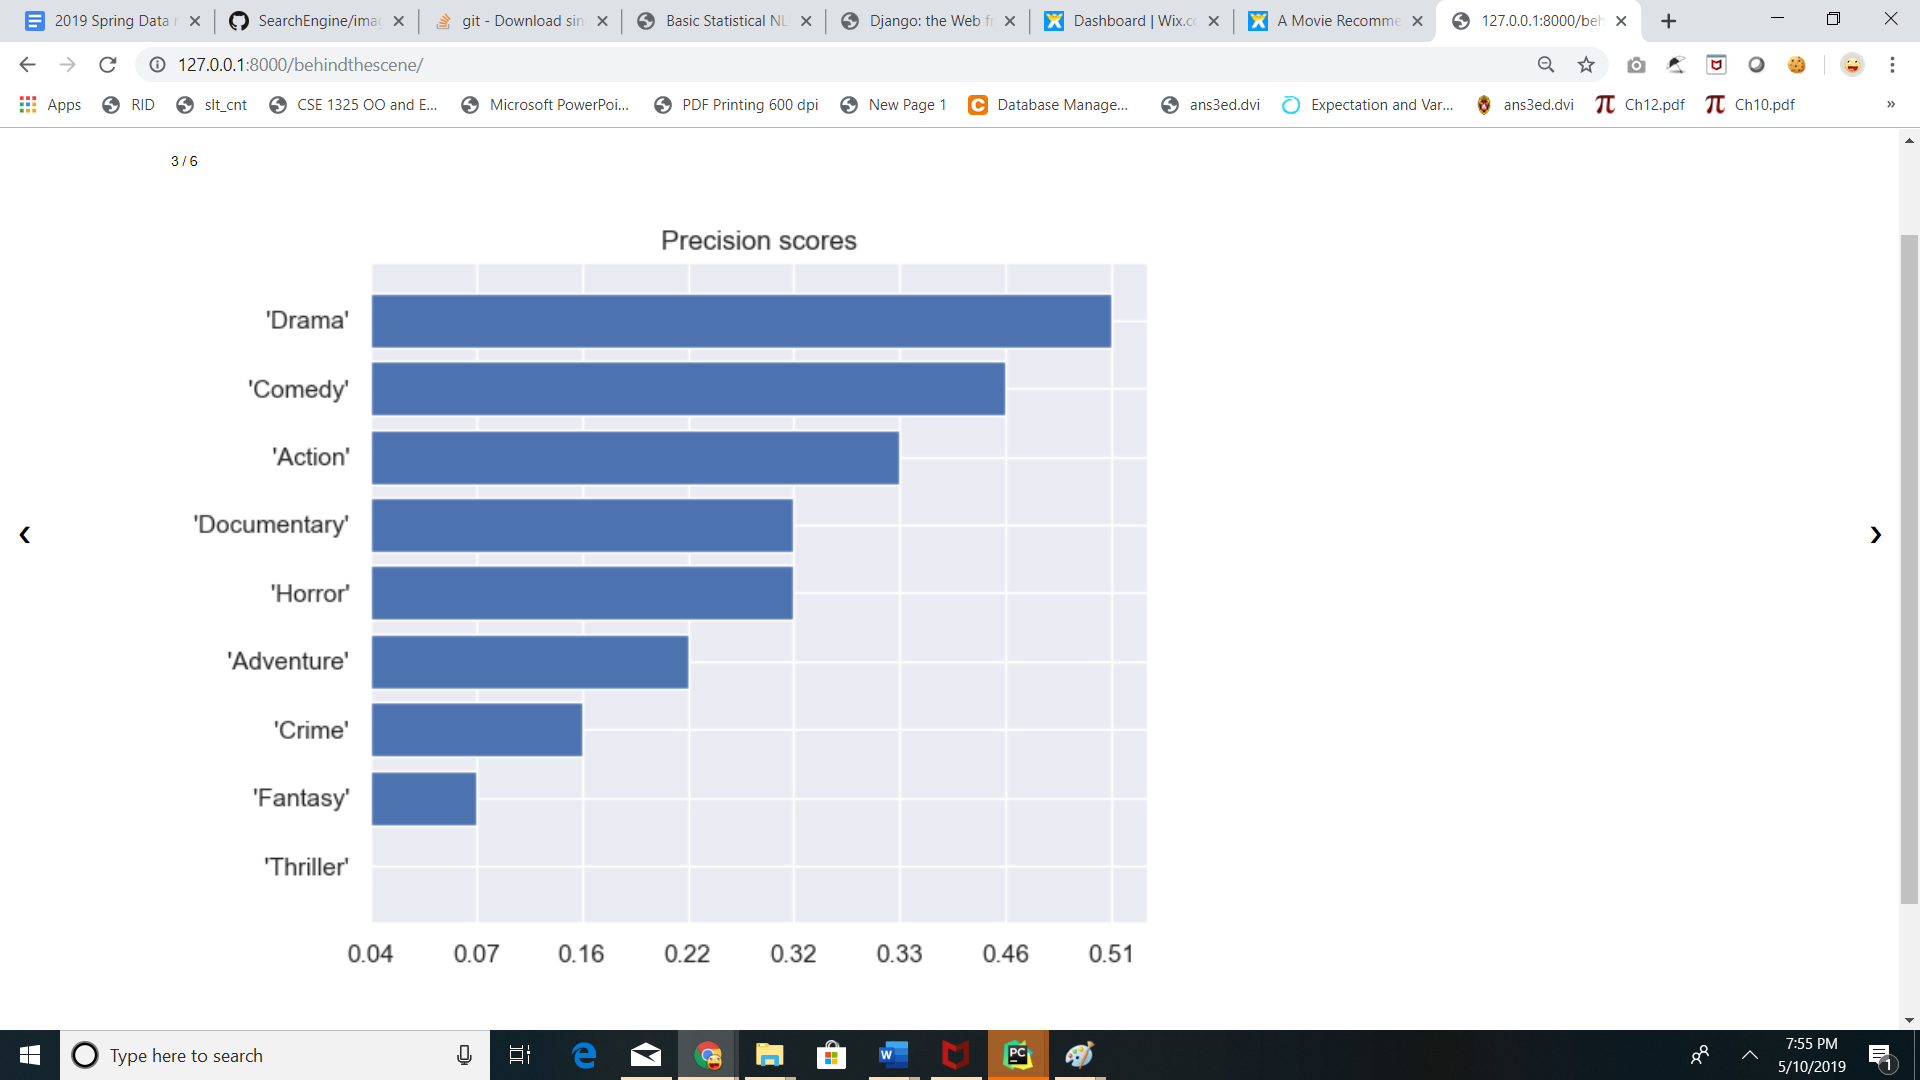 2019 Spring Data
SearchEngine/ima
git - Download sin
Basic Statistical NL
Django: the Web f
Dashboard | Wix.c
A Movie Recomme
127.0.0.1:8000/beh
127.0.0.1:8000/behindthescene/
Apps
RID
slt_cnt
CSE 1325 OO and E...
Microsoft PowerPoi...
PDF Printing 600 dpi
New Page 1
Database Manage...
ans3ed.dvi
Expectation and Var...
ans3ed.dvi
Ch12.pdf
Ch10.pdf
»
3 / 6
Precision scores
'Drama'
'Comedy'
'Action'
'Documentary'
'Horror'
'Adventure'
'Crime'
'Fantasy'
'Thriller'
0.04 0.07 0.16 0.22 0.32 0.33 0.46 0.51
Type here to search
7:55 PM
5/10/2019
1